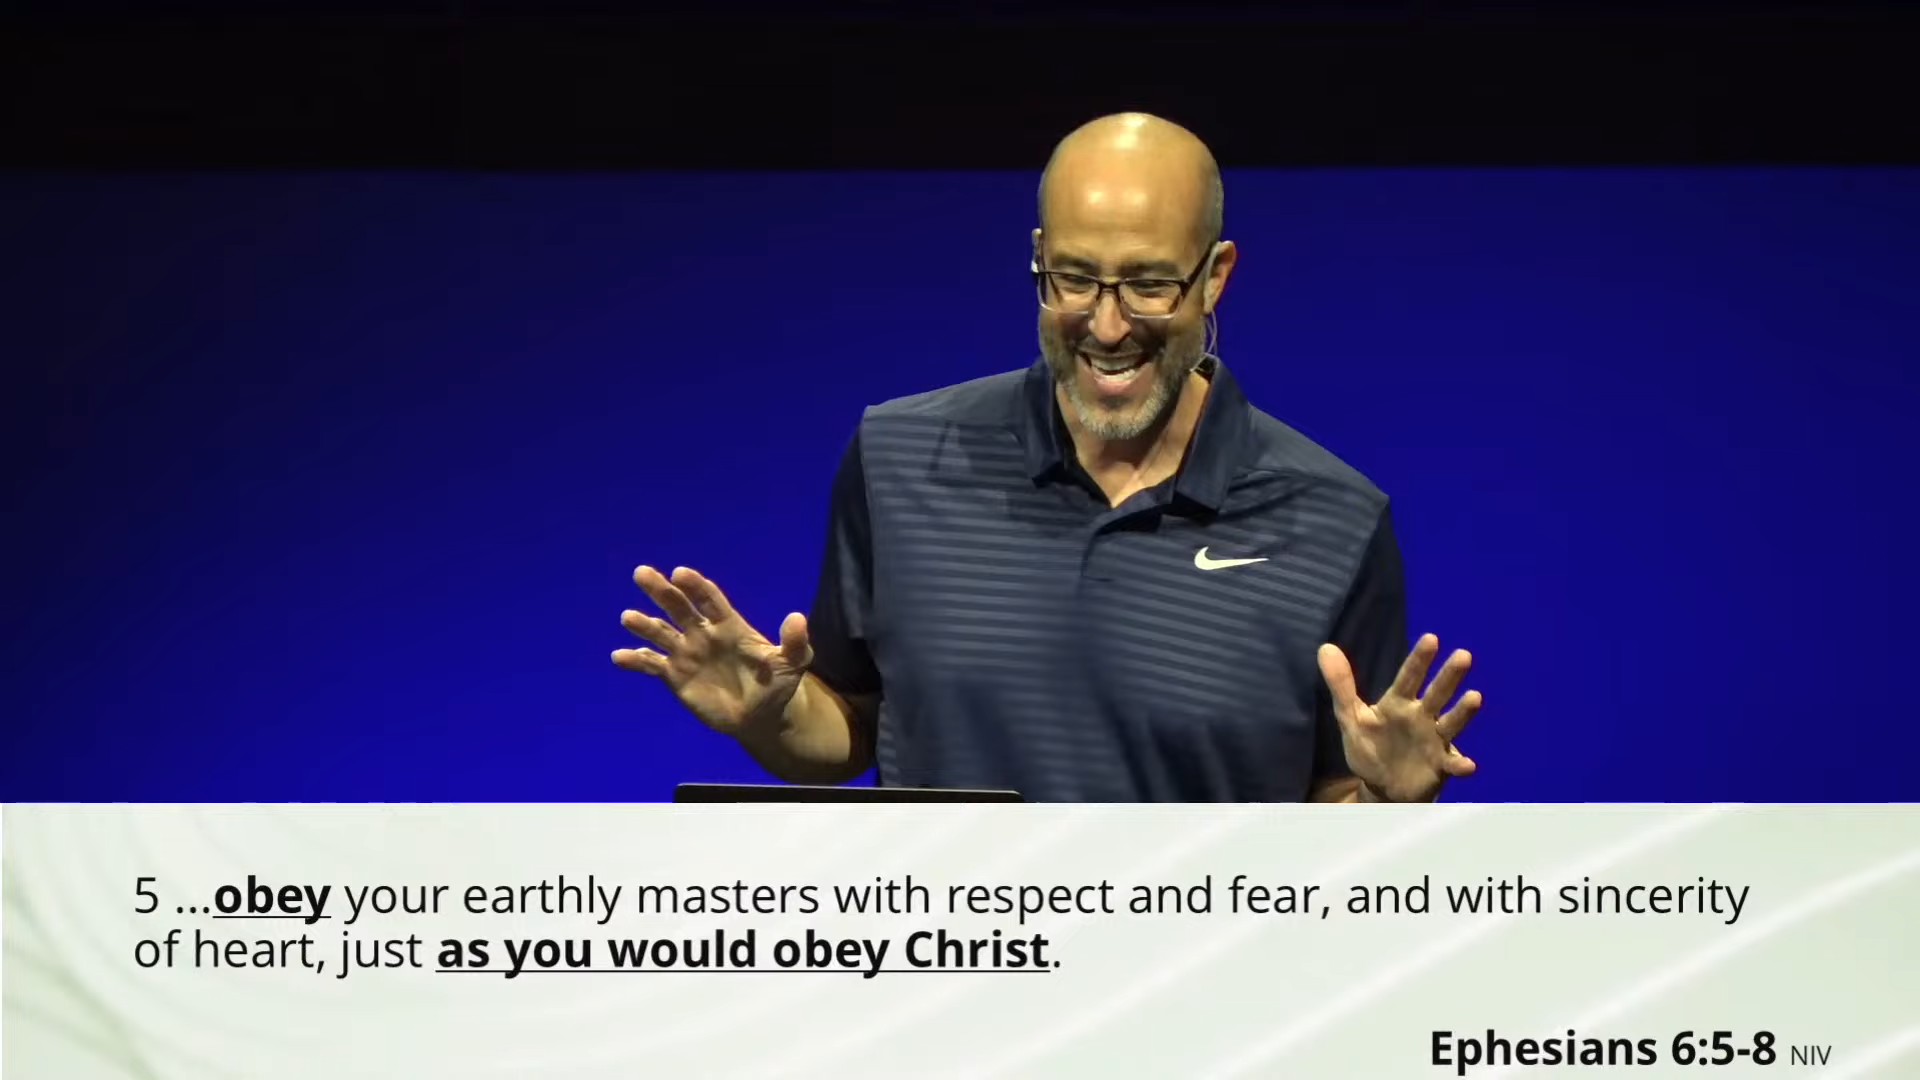 5 ...obey your earthly masters with respect and fear, and with sincerity
of heart, just as you would obey Christ.
Ephesians 6:5-8 NIV